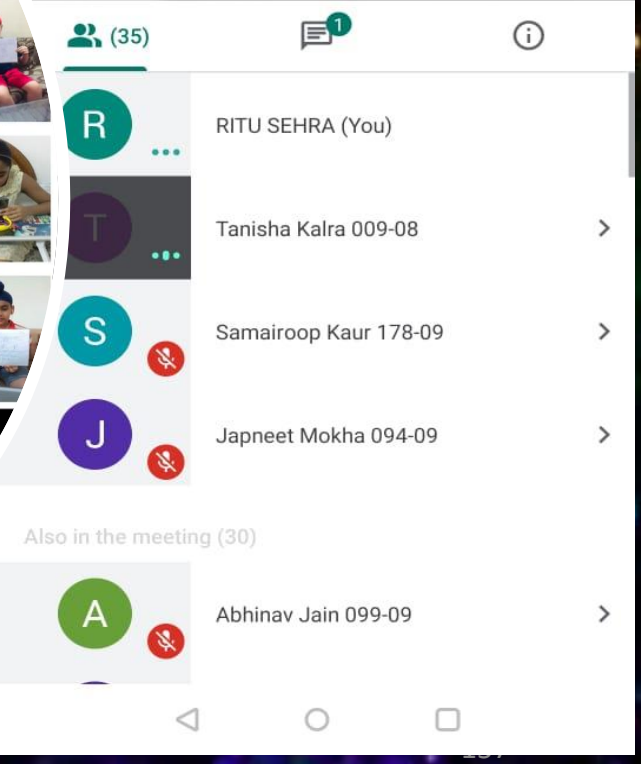 (35)
1
R
RITU SEHRA (You)
T
Tanisha Kalra 009-08
S
Samairoop Kaur 178-09
J
Japneet Mokha 094-09
Also in the meeting (30)
A
Abhinav Jain 099-09